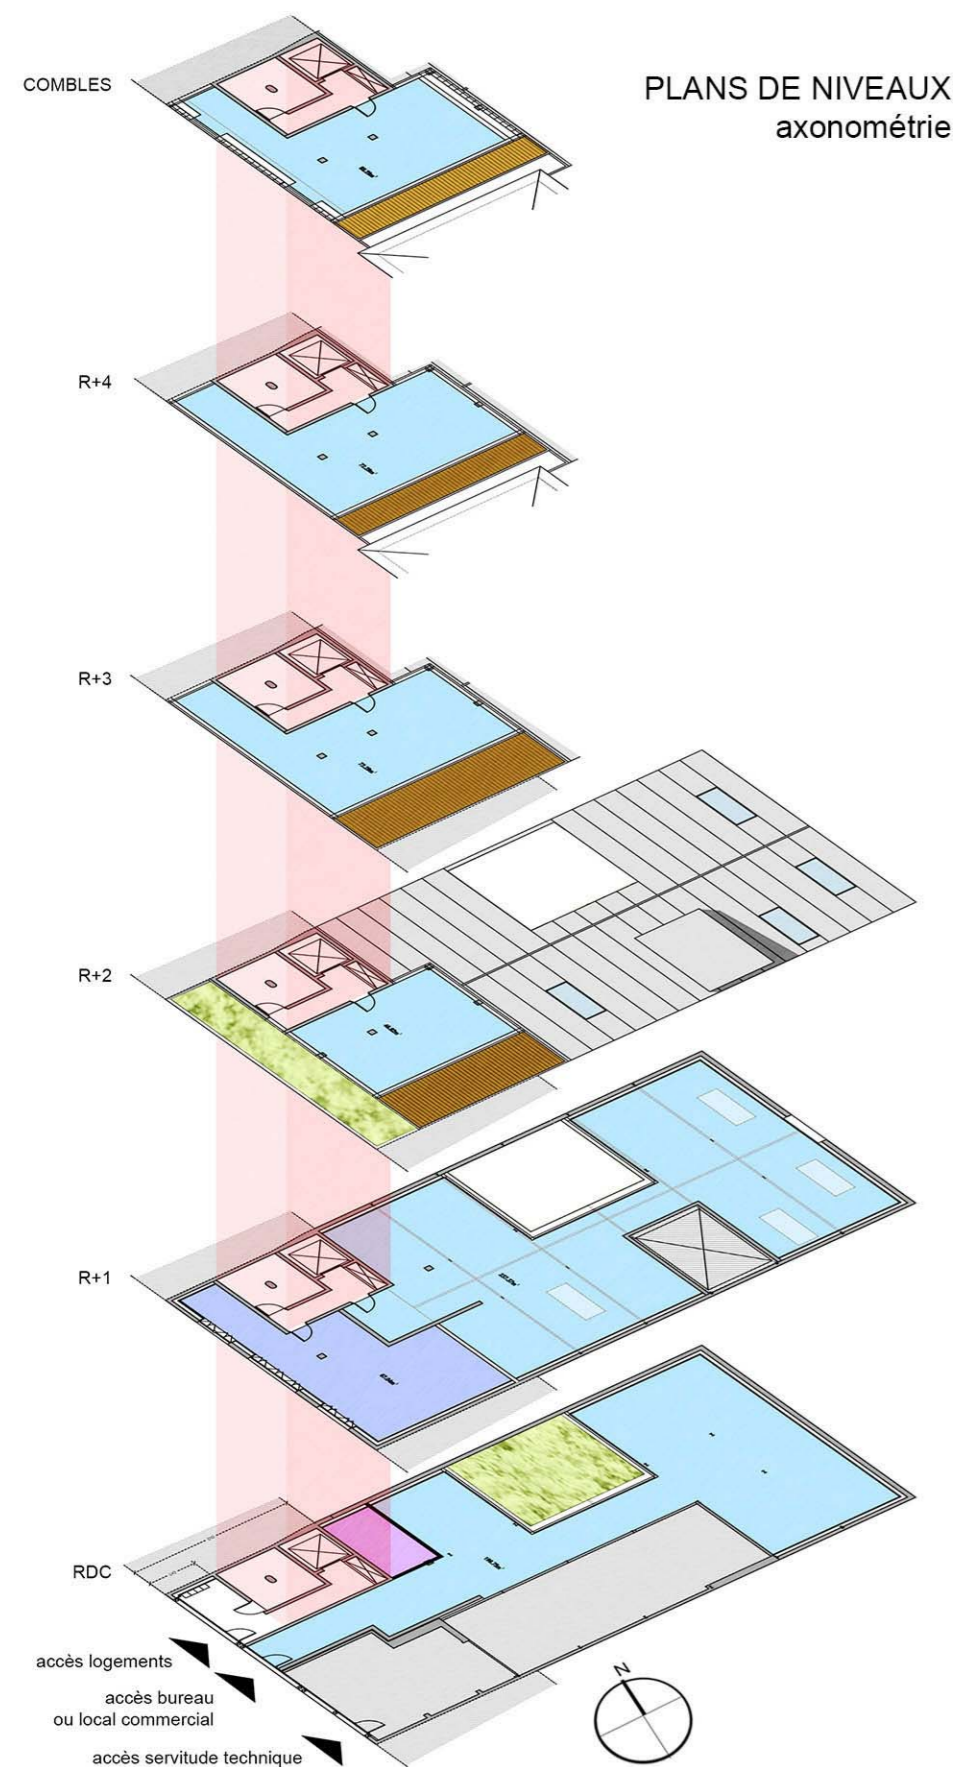 PLANS DE NIVEAUX
axonométrie
COMBLES
R+4
R+3
R+2
R+1
RDC
accès logements
accès bureau
ou local commercial
accès servitude technique
N